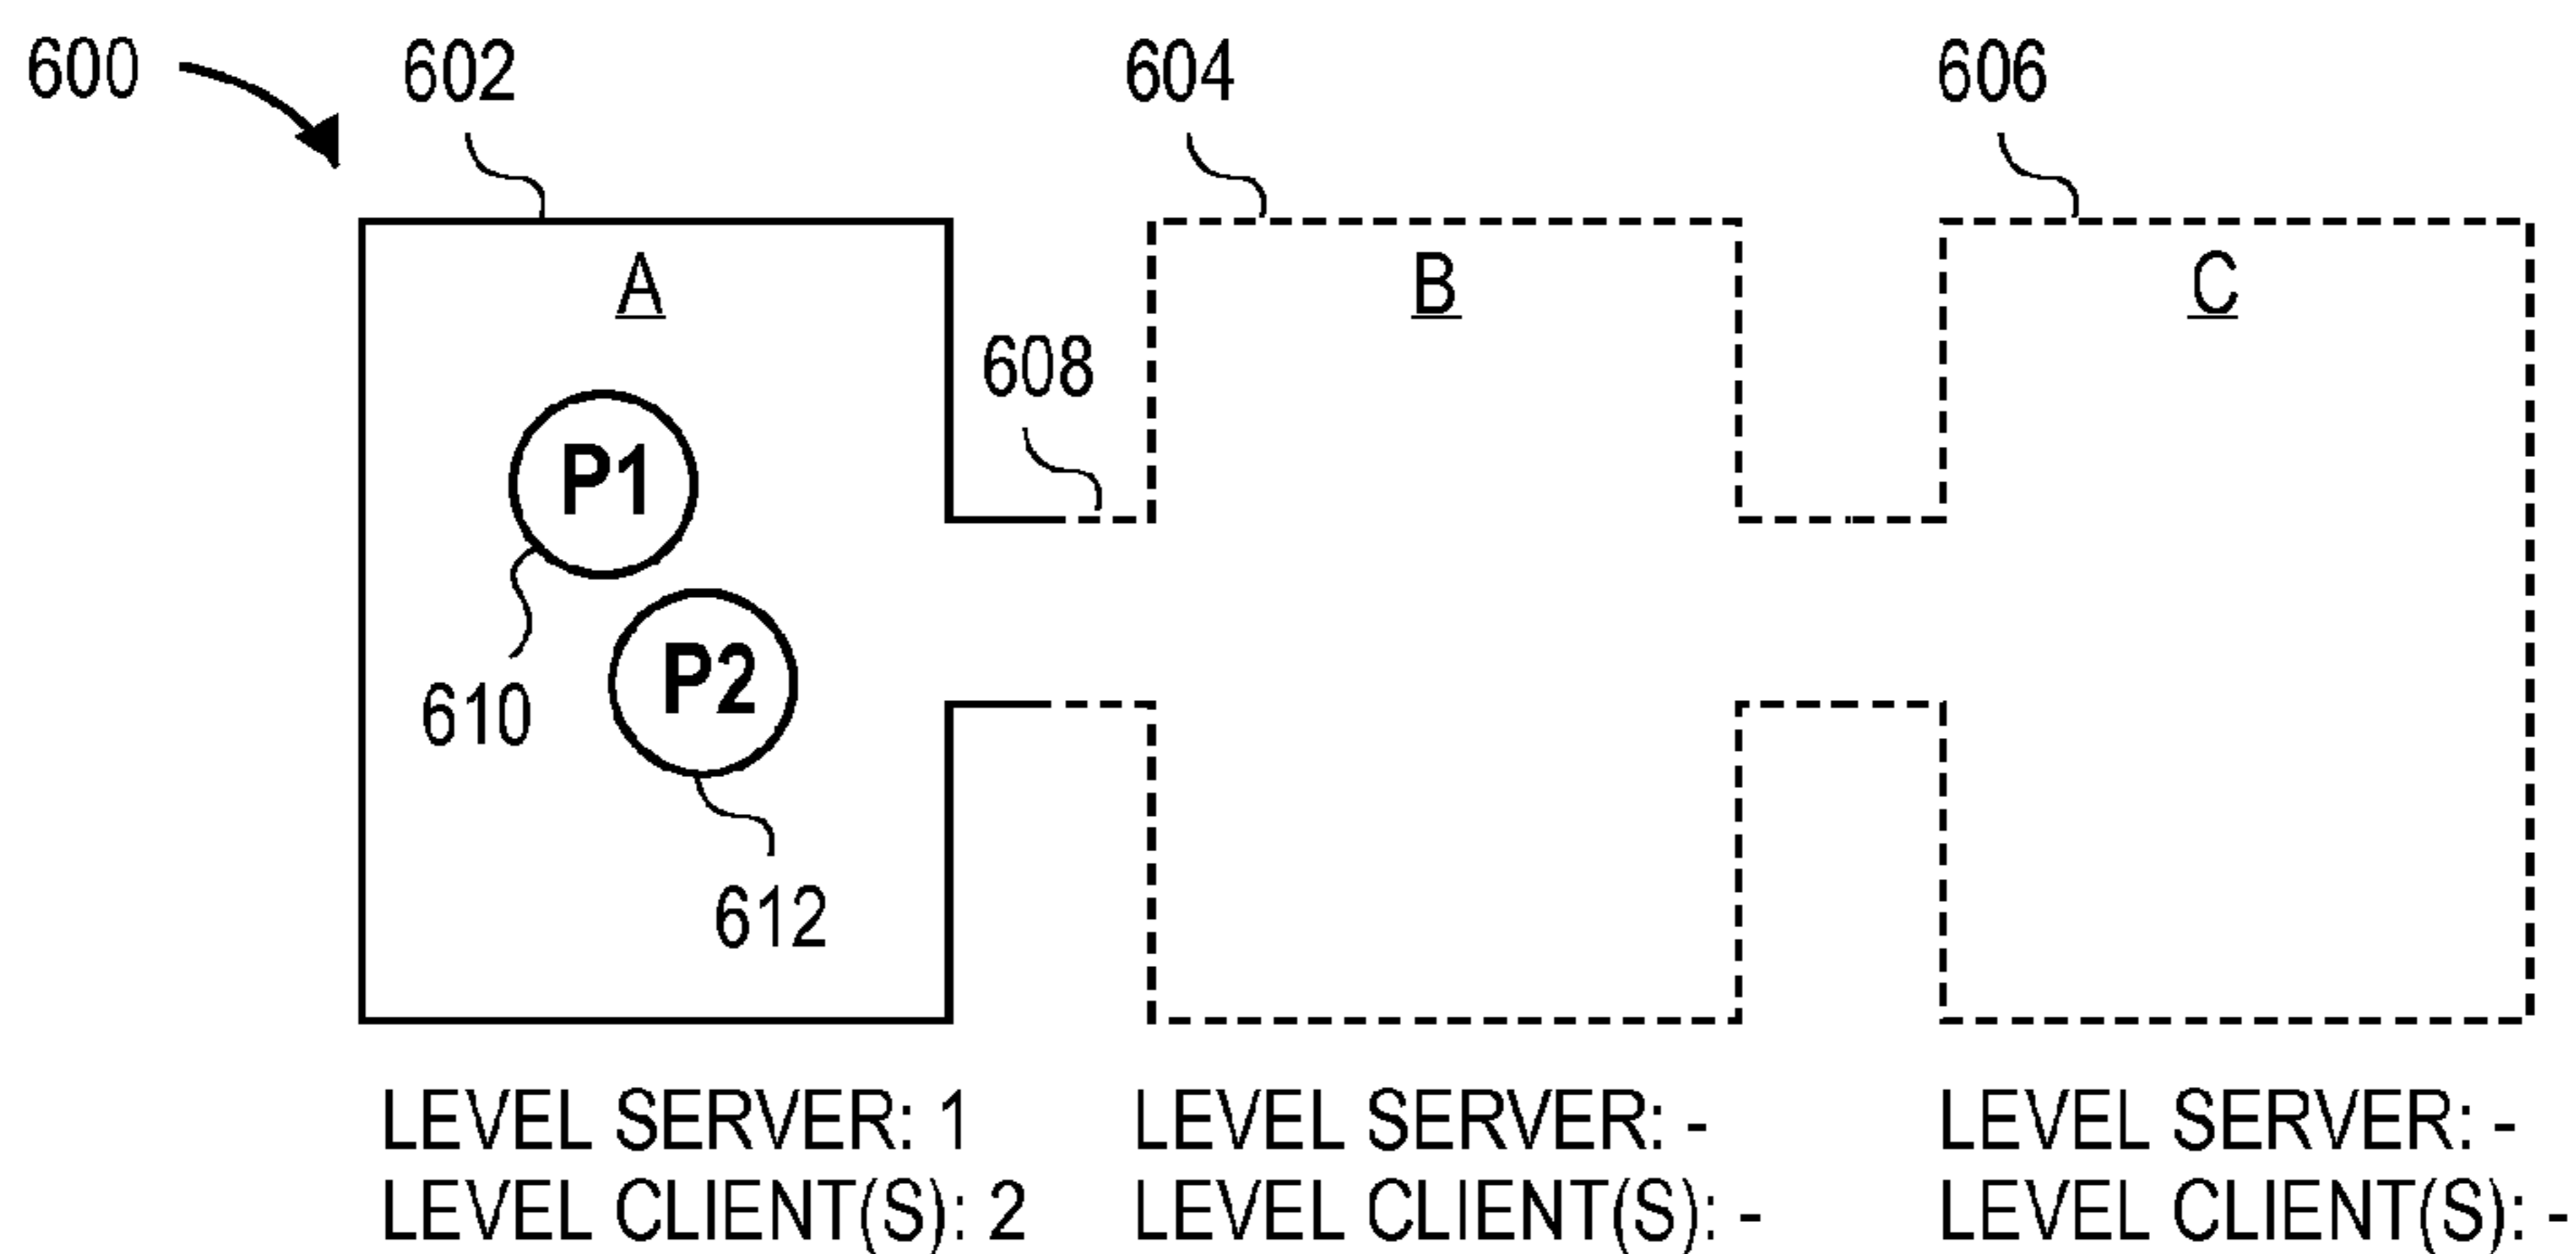 600
602
604
606
A
B
C
608
P1
P2
610
612
LEVEL SERVER: 1
LEVEL CLIENT(S): 2
LEVEL SERVER: -
LEVEL CLIENT(S): -
LEVEL SERVER: -
LEVEL CLIENT(S): -